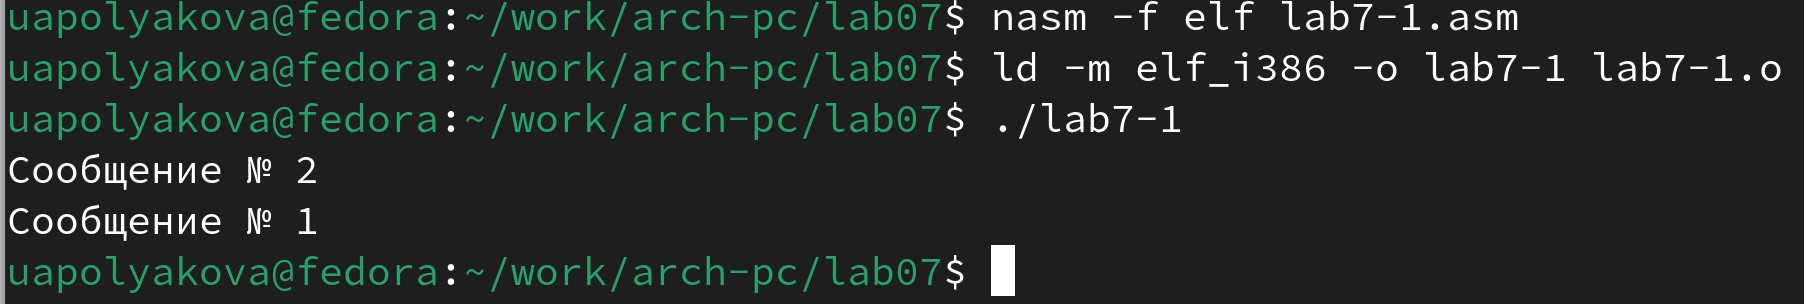 uapolyakova@fedora:~/work/arch-pc/lab07$ nasm -f elf lab7-1.asm
uapolyakova@fedora:~/work/arch-pc/lab07$ ld -m elf_i386 -o lab7-1 lab7-1.o
uapolyakova@fedora:~/work/arch-pc/lab07$ ./lab7-1
Сообщение № 2
Сообщение № 1
uapolyakova@fedora:~/work/arch-pc/lab07$